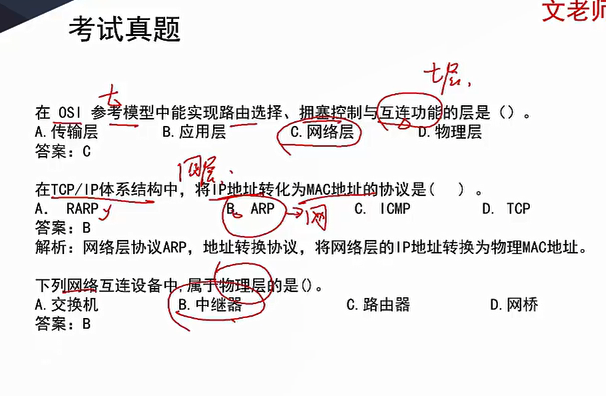 文老师
考试真题
七层.
七
在 OSI 参考模型中能实现路由选择、拥塞控制与互连功能的层是（）。
A.传输层 B.应用层 C.网络层 D.物理层
答案：C
网层.
在TCP/IP体系结构中，将IP地址转化为MAC地址的协议是( )。
A. RARP B. ARP →网 C. ICMP D. TCP
答案：B
解析：网络层协议ARP，地址转换协议，将网络层的IP地址转换为物理MAC地址。
下列网络互连设备中,属于物理层的是()。
A.交换机 B.中继器 C.路由器 D.网桥
答案：B